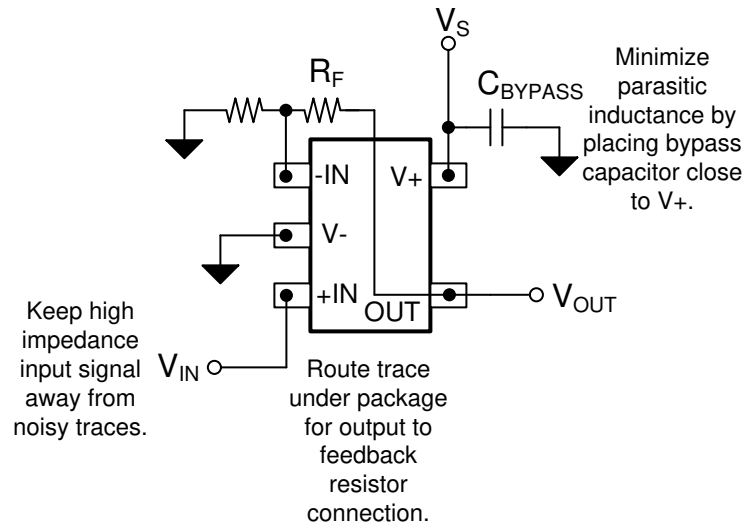 V_S
R_F
C_BYPASS
Minimize
parasitic
inductance by
placing bypass
capacitor close
to V+.
-IN
V+
V-
+IN
OUT
V_OUT
Keep high
impedance
input signal
away from
noisy traces.
V_IN
Route trace
under package
for output to
feedback
resistor
connection.